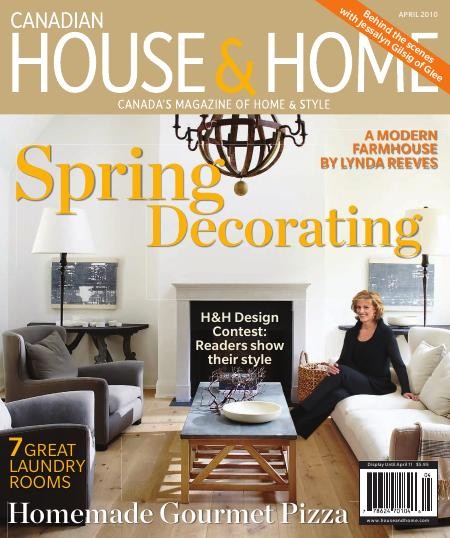 CANADIAN
APRIL 2010
HOUSE & HOME
Behind the scenes
with Jessalyn Gilsig of Glee
CANADA'S MAGAZINE OF HOME & STYLE
A MODERN
FARMHOUSE
BY LYNDA REEVES
Spring
Decorating
H&H Design
Contest:
Readers show
their style
7 GREAT
LAUNDRY
ROOMS
Display Until April 11 $5.95
04
www.houseandhome.com
Homemade Gourmet Pizza